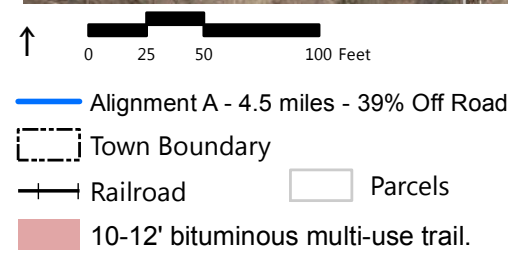 0 25 50 100 Feet
Alignment A - 4.5 miles - 39% Off Road
Town Boundary
Railroad Parcels
10-12' bituminous multi-use trail.